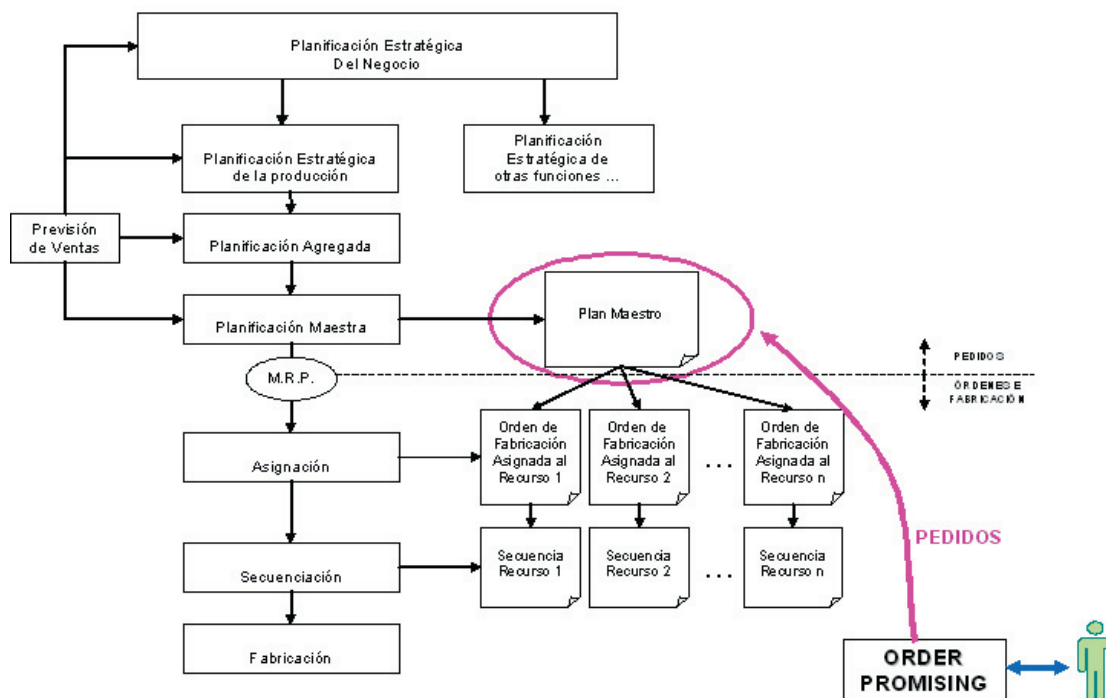 Planificación Estratégica
Del Negocio
Planificación Estratégica
de la producción
Planificación
Estratégica de
otras funciones ...
Previsión
de Ventas
Planificación Agregada
Planificación Maestra
Plan Maestro
M.R.P.
PEDIDOS
ÓRDENES E
FABRICACIÓN
Asignación
Orden de
Fabricación
Asignada al
Recurso 1
Orden de
Fabricación
Asignada al
Recurso 2
...
Orden de
Fabricación
Asignada al
Recurso n
PEDIDOS
Secuenciación
Secuencia
Recurso 1
Secuencia
Recurso 2
...
Secuencia
Recurso n
Fabricación
ORDER
PROMISING